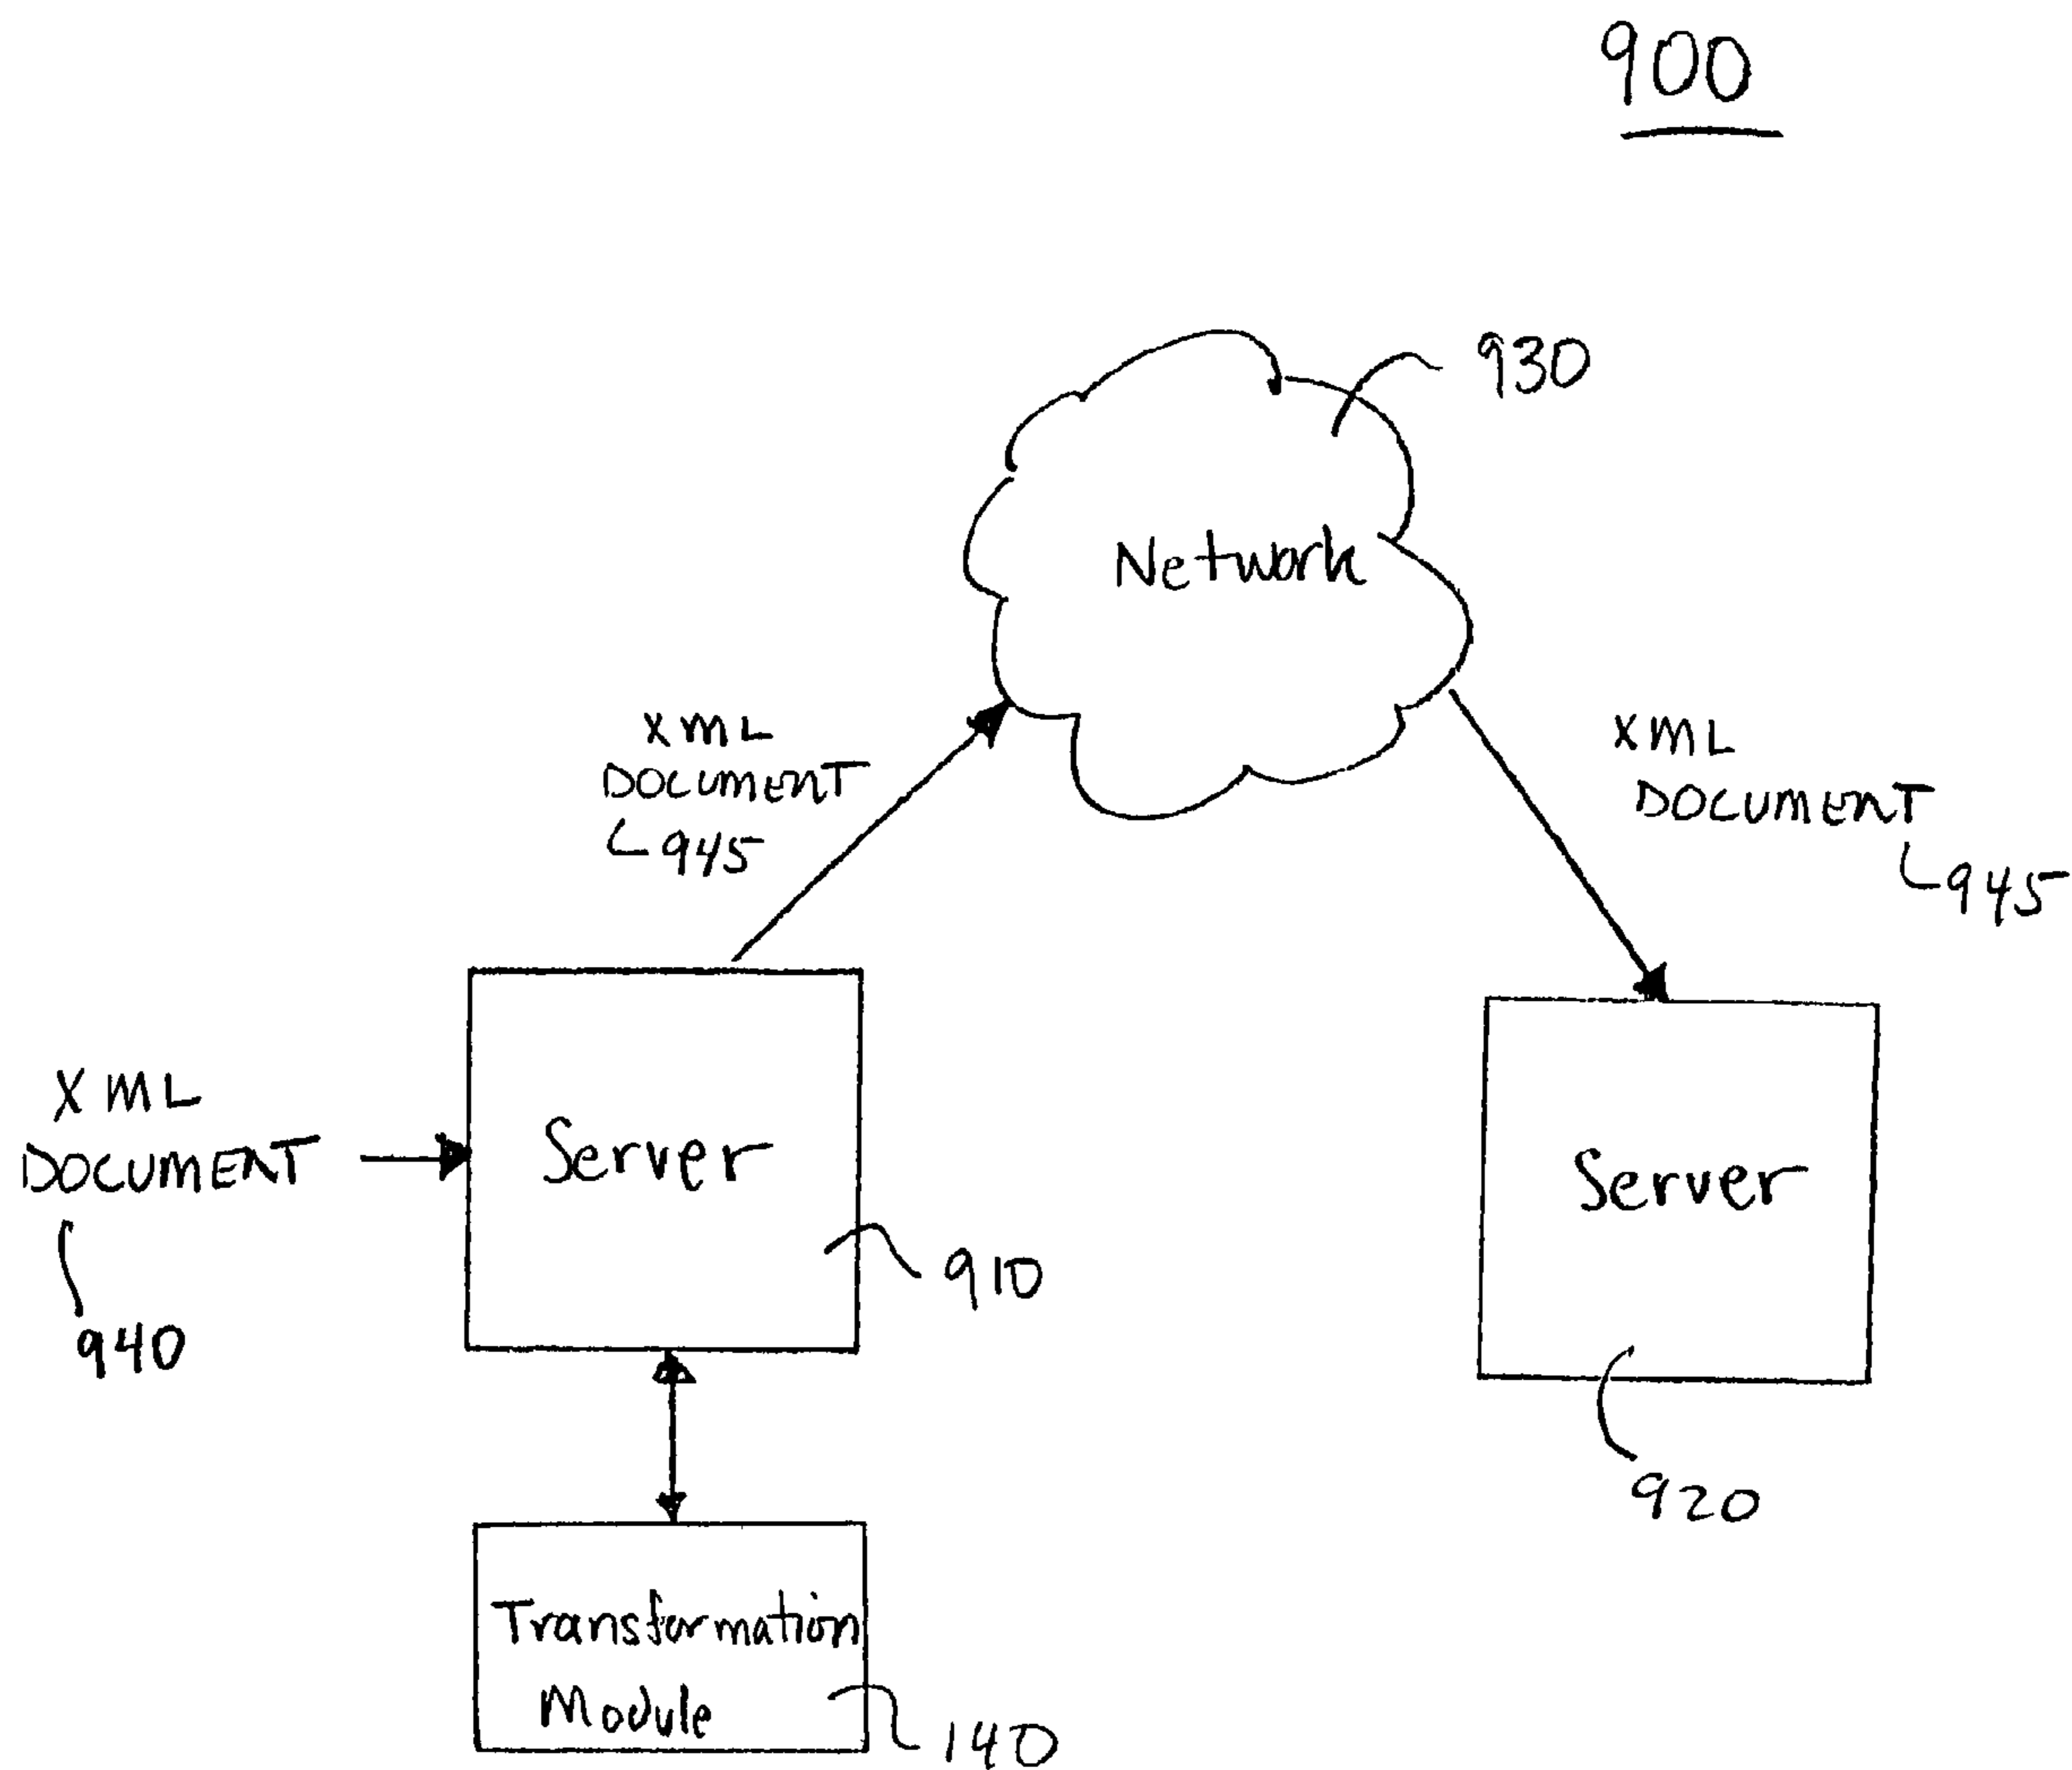 900
930
Network
XML
DOCUMENT
945
XML
DOCUMENT
945
XML
DOCUMENT
940
Server
910
Server
920
Transformation
Module
140